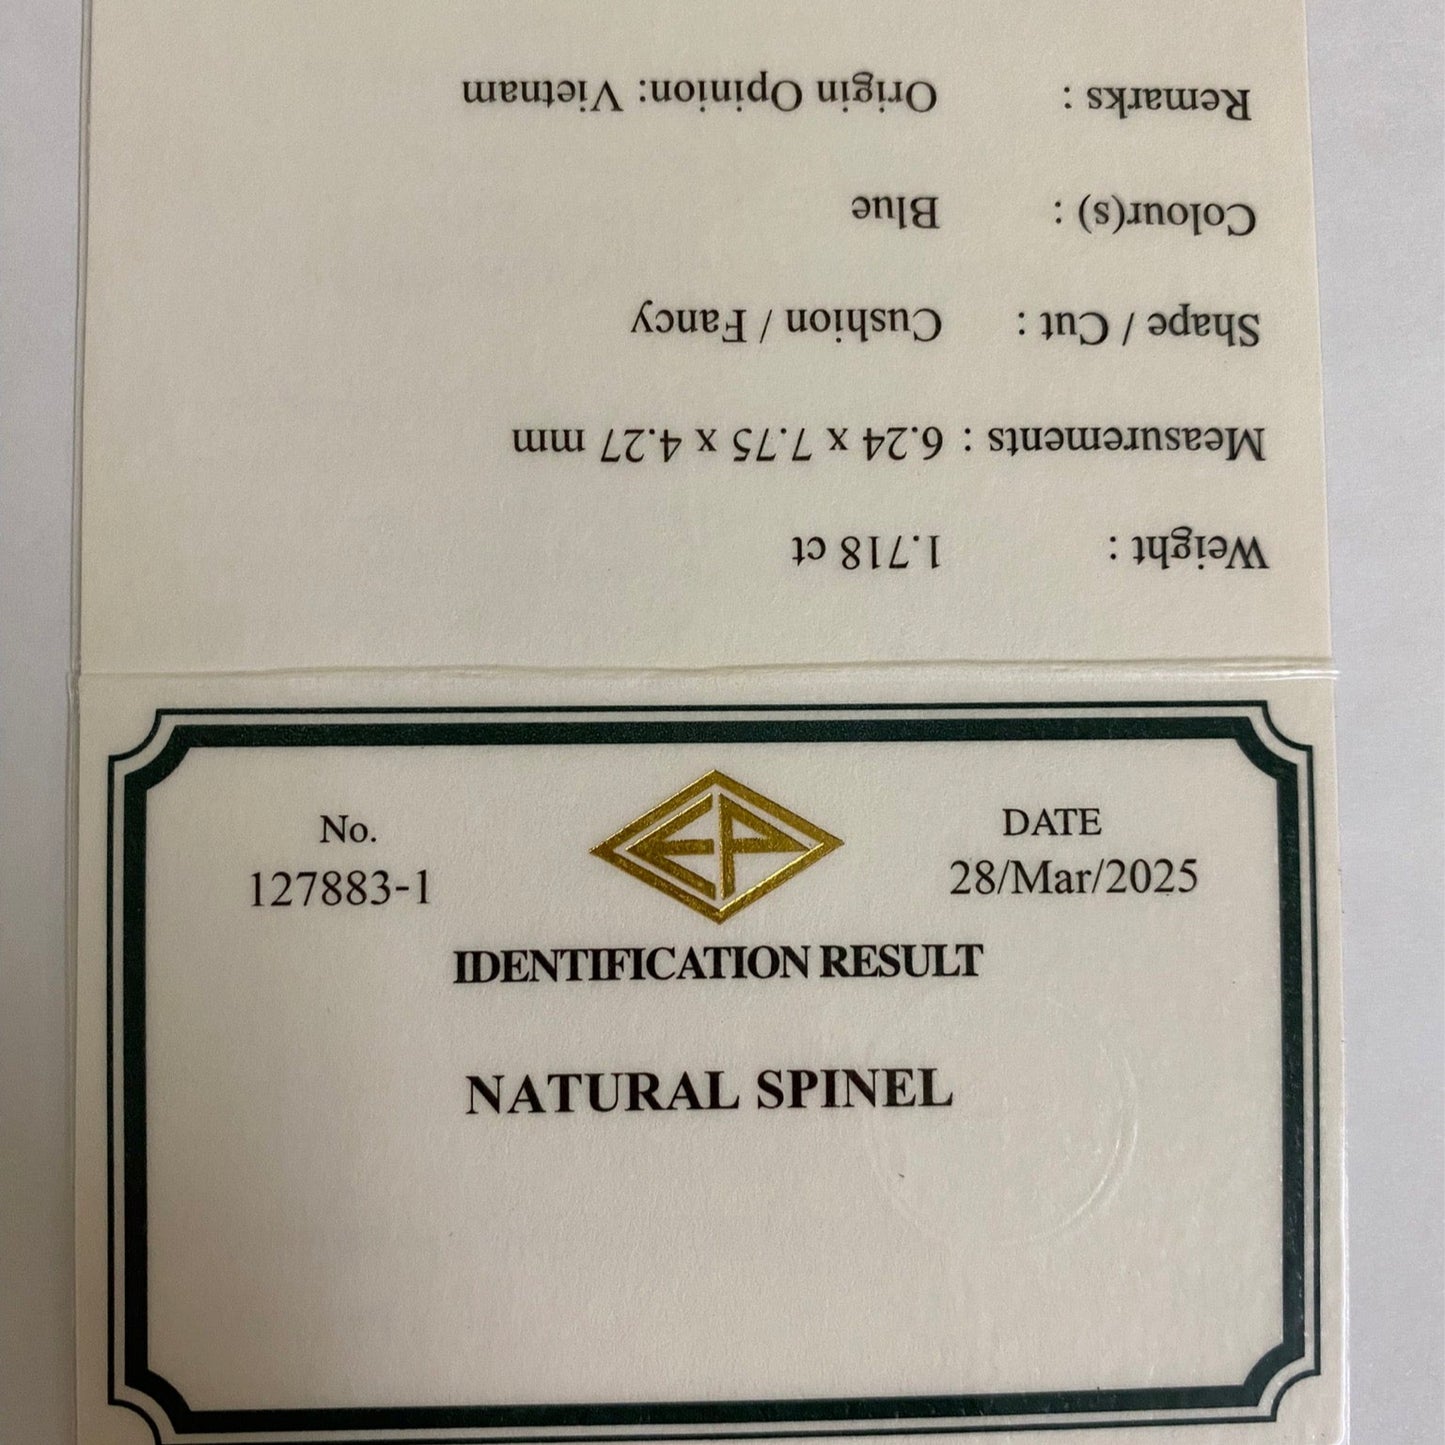 No.
127883-1
EP
DATE
28/Mar/2025
IDENTIFICATION RESULT
NATURAL SPINEL
Weight : 1.718 ct
Measurements : 6.24 x 7.75 x 4.27 mm
Shape / Cut : Cushion / Fancy
Colour(s) : Blue
Remarks : Origin Opinion: Vietnam